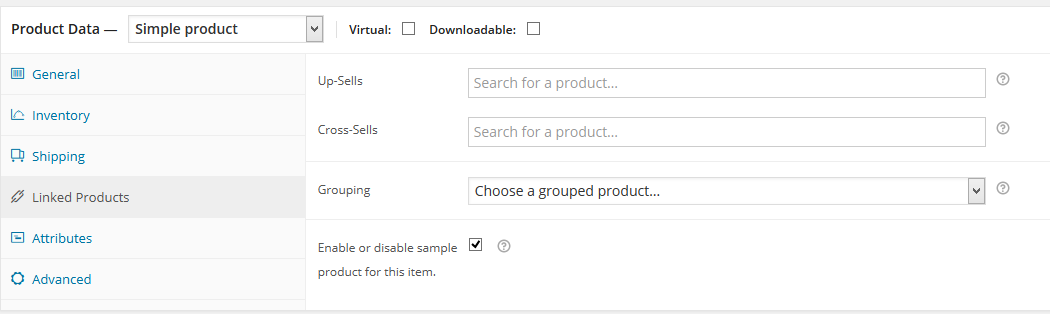 Product Data — Simple product Virtual: Downloadable:
General
Inventory
Shipping
Linked Products
Attributes
Advanced
Up-Sells Search for a product...
Cross-Sells Search for a product...
Grouping Choose a grouped product...
Enable or disable sample
product for this item.